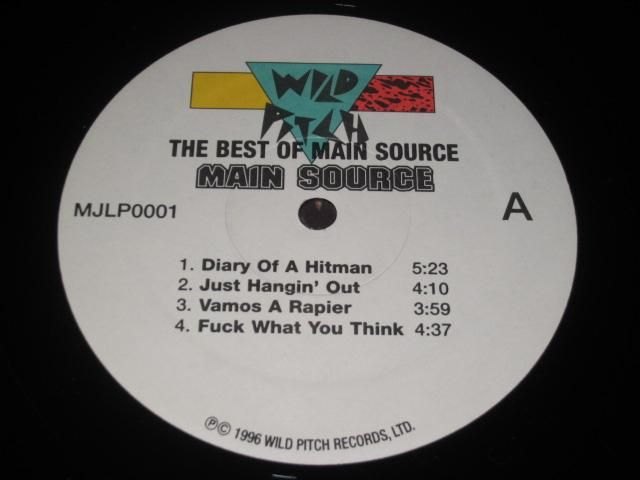 WILD
PITCH
THE BEST OF MAIN SOURCE
MAIN SOURCE
MJLP0001
A
1. Diary Of A Hitman 5:23
2. Just Hangin' Out 4:10
3. Vamos A Rapier 3:59
4. Fuck What You Think 4:37
℗© 1996 WILD PITCH RECORDS, LTD.